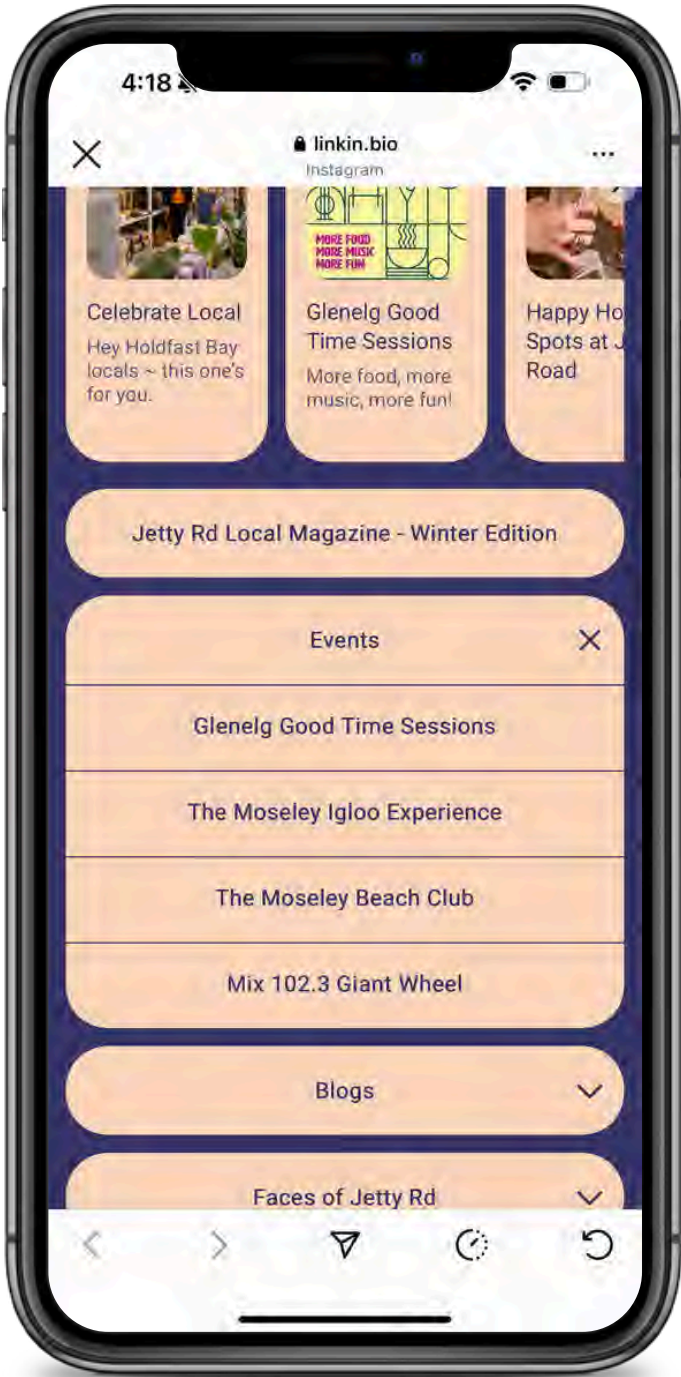 4:18
linkin.bio
Instagram
MORE FOOD
MORE MUSIC
MORE FUN
Celebrate Local
Hey Holdfast Bay
locals ~ this one's
for you.
Glenelg Good
Time Sessions
More food, more
music, more fun!
Happy Ho
Spots at J
Road
Jetty Rd Local Magazine - Winter Edition
Events
Glenelg Good Time Sessions
The Moseley Igloo Experience
The Moseley Beach Club
Mix 102.3 Giant Wheel
Blogs
Faces of Jetty Rd